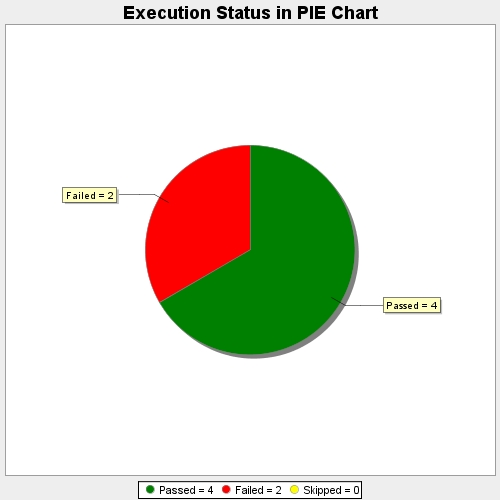 Execution Status in PIE Chart
Failed = 2
Passed = 4
Passed = 4 Failed = 2 Skipped = 0